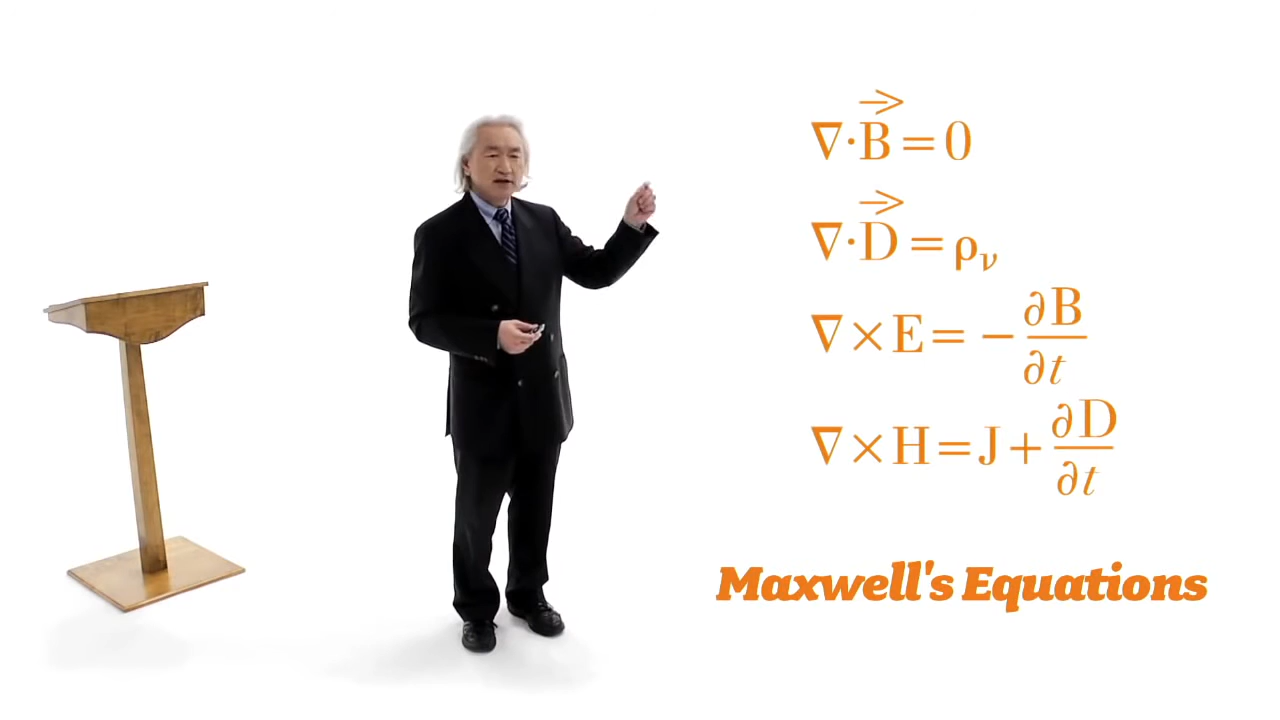 ∇·B⃗ = 0
∇·D⃗ = ρᵥ
∇×E = −∂B/∂t
∇×H = J + ∂D/∂t
Maxwell's Equations